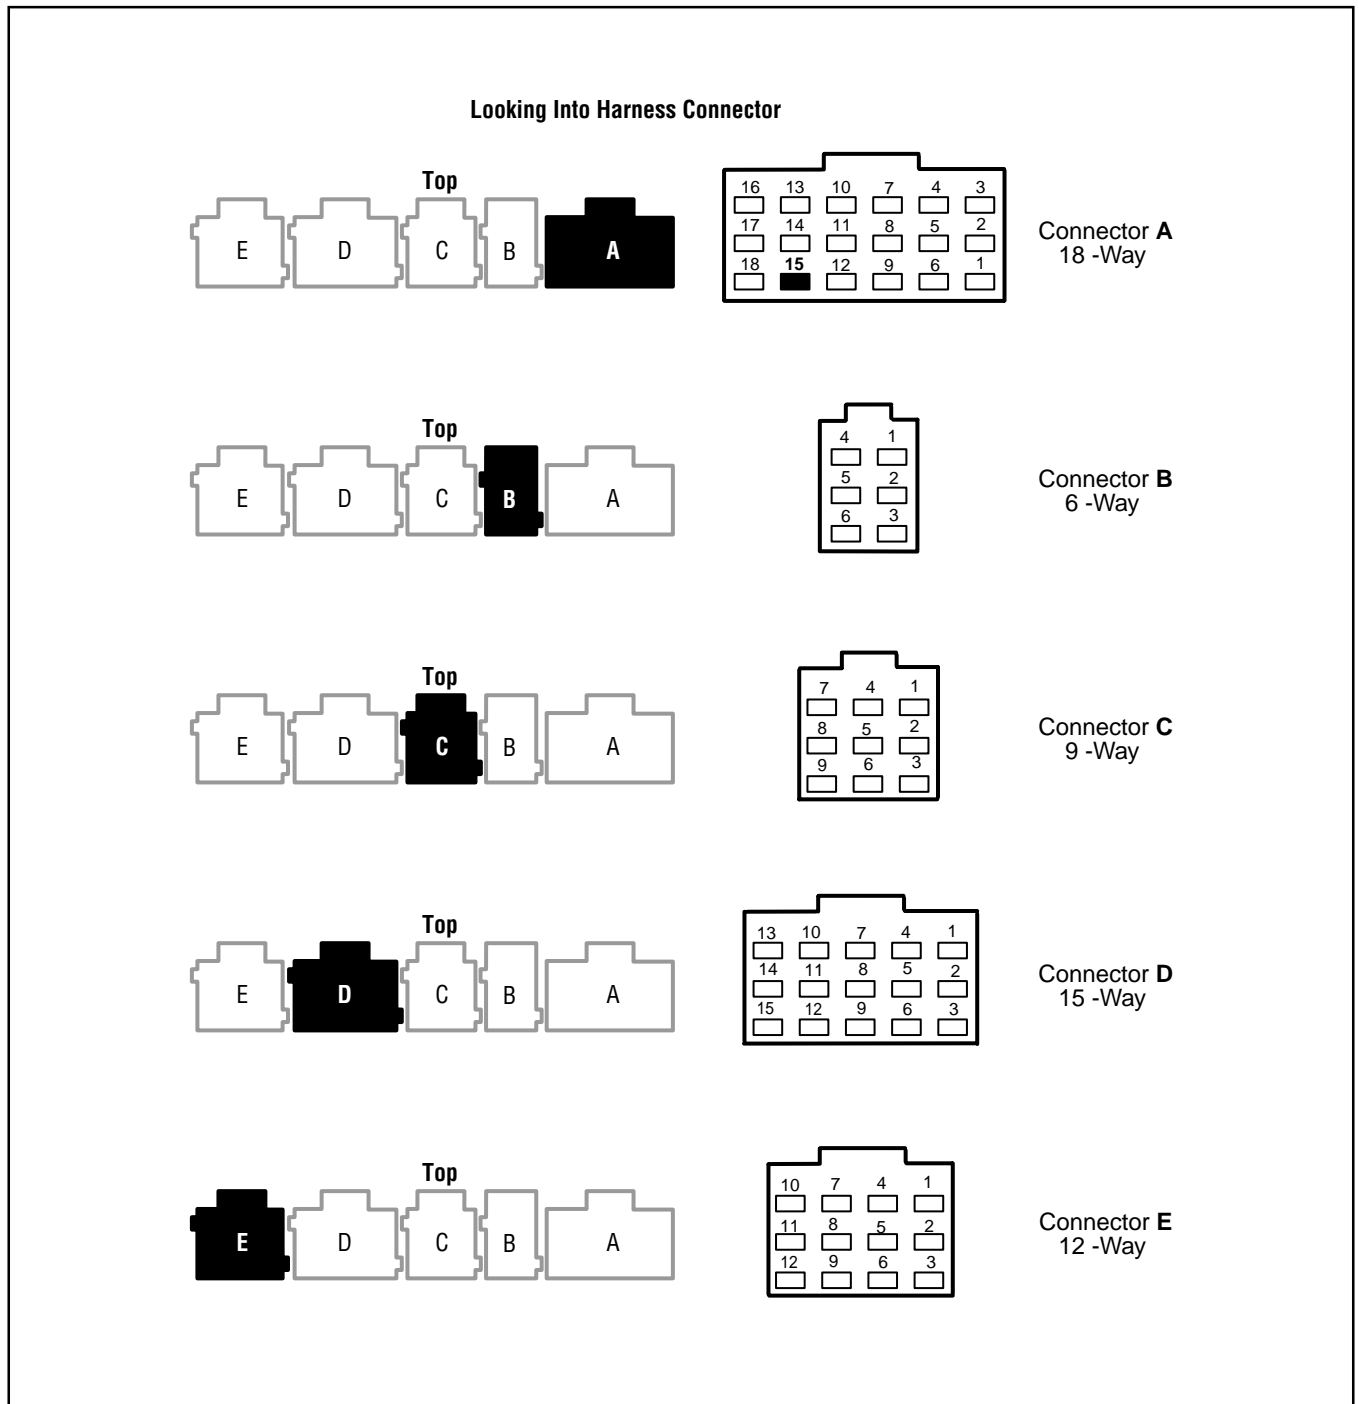 Looking Into Harness Connector
Top
E D C B A
16 13 10 7 4 3
17 14 11 8 5 2
18 15 12 9 6 1
Connector A
18 -Way
Top
E D C B A
4 1
5 2
6 3
Connector B
6 -Way
Top
E D C B A
7 4 1
8 5 2
9 6 3
Connector C
9 -Way
Top
E D C B A
13 10 7 4 1
14 11 8 5 2
15 12 9 6 3
Connector D
15 -Way
Top
E D C B A
10 7 4 1
11 8 5 2
12 9 6 3
Connector E
12 -Way